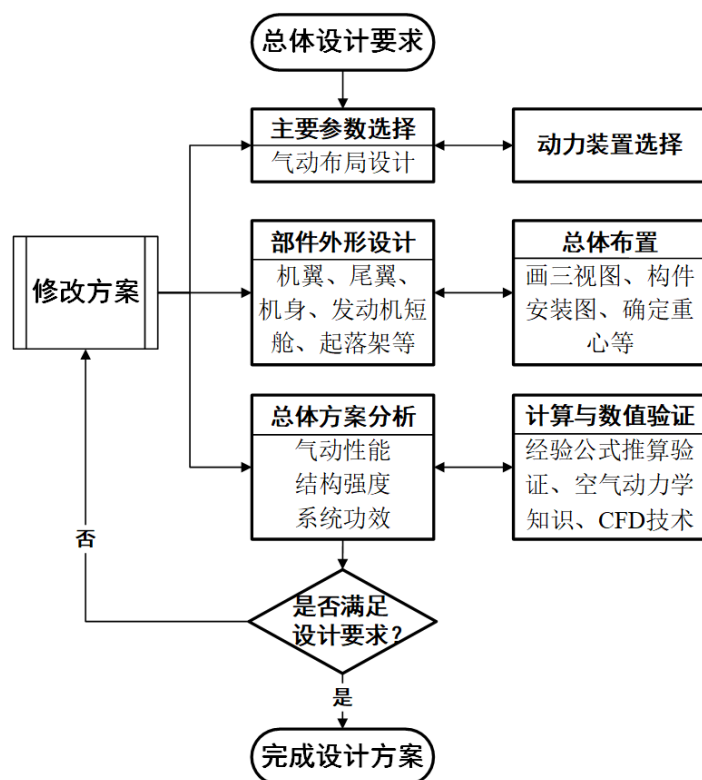 总体设计要求
主要参数选择
气动布局设计
动力装置选择
修改方案
部件外形设计
机翼、尾翼、
机身、发动机短
舱、起落架等
总体布置
画三视图、构件
安装图、确定重
心等
总体方案分析
气动性能
结构强度
系统功效
计算与数值验证
经验公式推算验
证、空气动力学
知识、CFD技术
否
是否满足
设计要求？
是
完成设计方案